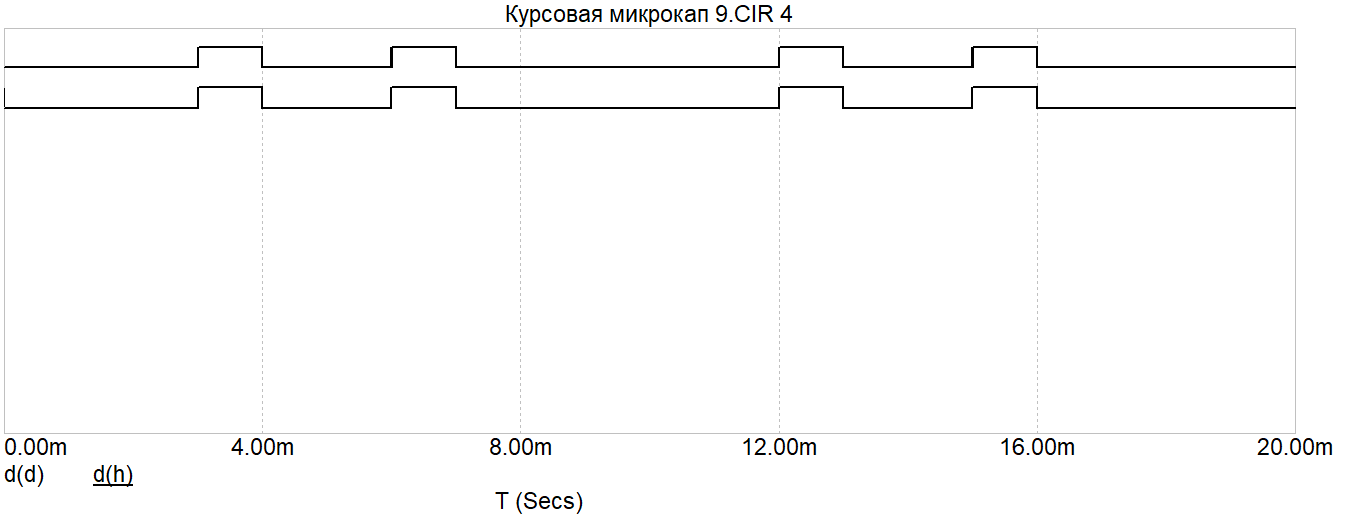 Курсовая микрокап 9.CIR 4
0.00m 4.00m 8.00m 12.00m 16.00m 20.00m
d(d) d(h)
T (Secs)